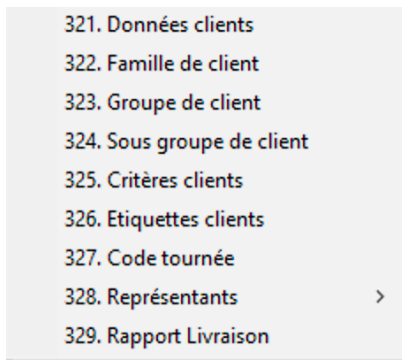 321. Données clients
322. Famille de client
323. Groupe de client
324. Sous groupe de client
325. Critères clients
326. Etiquettes clients
327. Code tournée
328. Représentants
329. Rapport Livraison